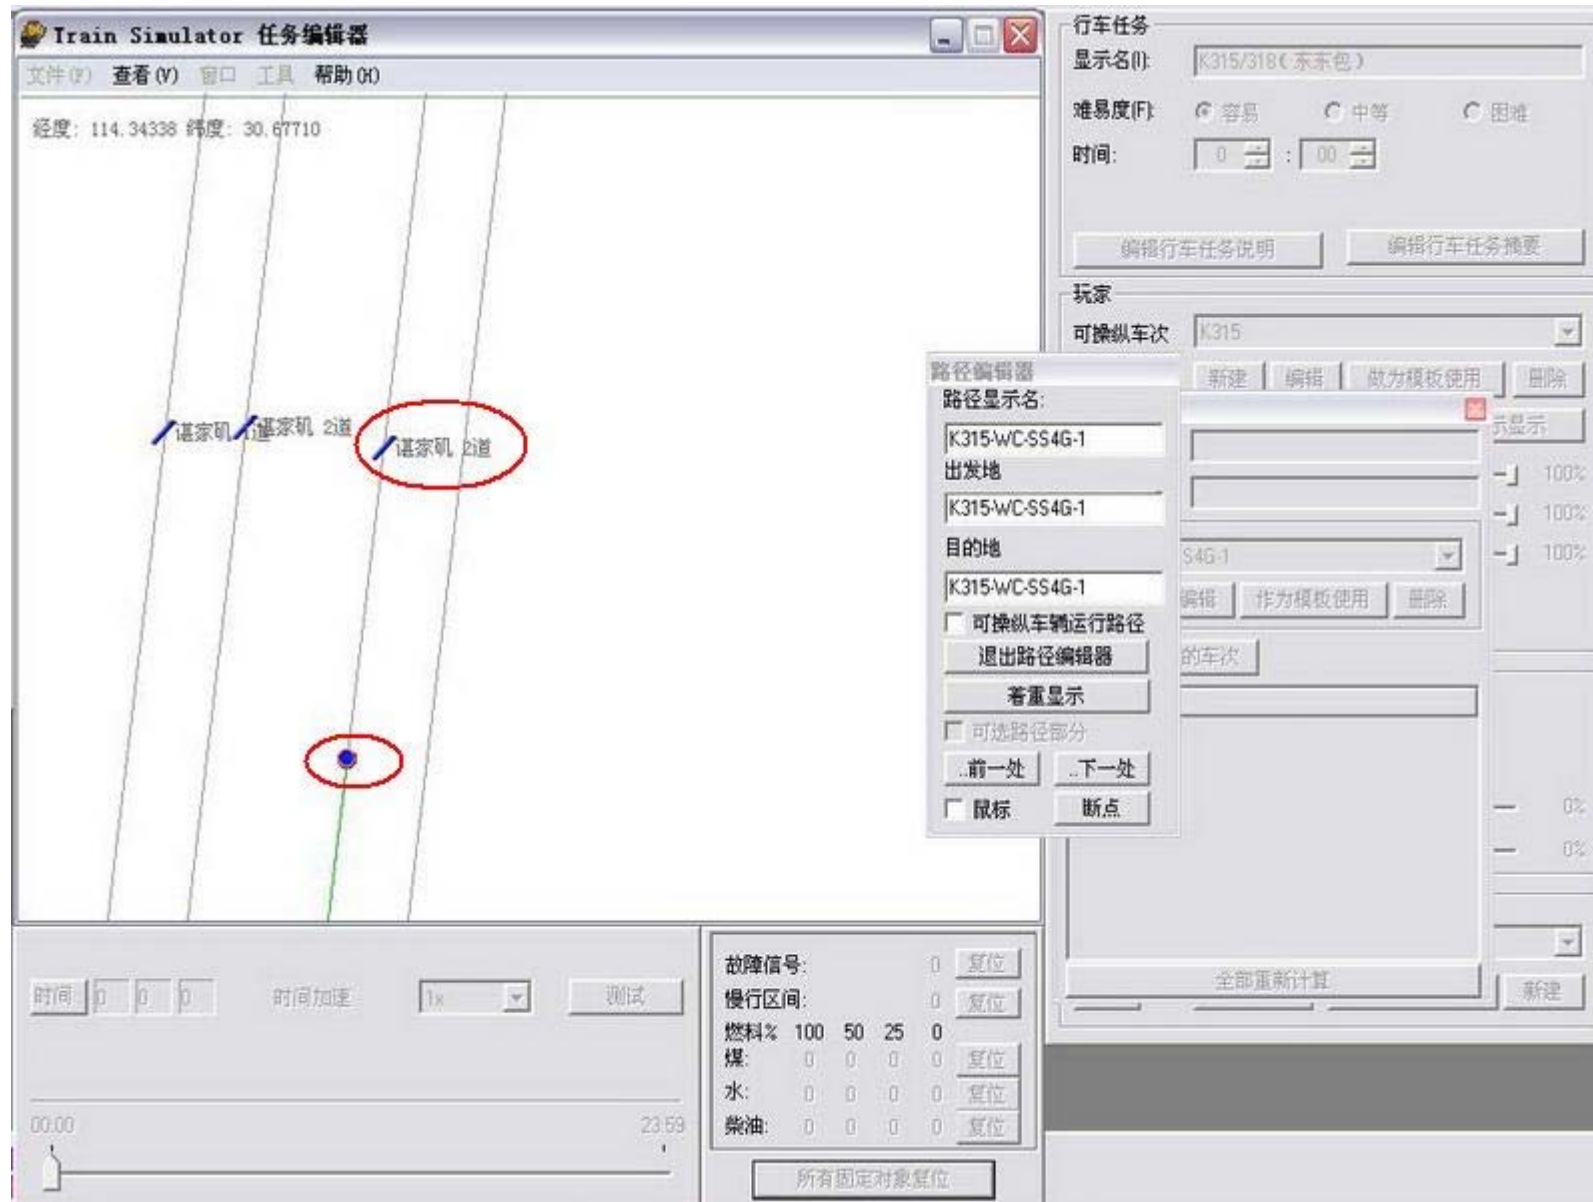 Train Simulator 任务编辑器
文件(F) 查看(V) 窗口 工具 帮助(H)
经度: 114.34338 纬度: 30.67710
谌家矶 1道
谌家矶 2道
谌家矶 2道
行车任务
显示名(I): K315/318(东东包)
难易度(F): 容易 中等 困难
时间: 0 : 00
编辑行车任务说明 编辑行车任务摘要
玩家
可操纵车次 K315
新建 编辑 做为模板使用 删除
示显示
100%
100%
100%
S4G-1
编辑 作为模板使用 删除
的车次
0%
0%
全部重新计算
新建
路径编辑器
路径显示名:
K315-WC-SS4G-1
出发地
K315-WC-SS4G-1
目的地
K315-WC-SS4G-1
可操纵车辆运行路径
退出路径编辑器
着重显示
可选路径部分
..前一处 ..下一处
鼠标 断点
时间 0 0 0 时间加速 1x 测试
00:00 23:59
故障信号: 0 复位
慢行区间: 0 复位
燃料% 100 50 25 0
煤: 0 0 0 0 复位
水: 0 0 0 0 复位
柴油: 0 0 0 0 复位
所有固定对象复位